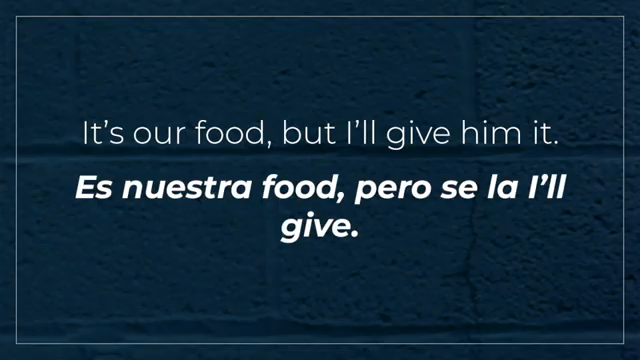 It's our food, but I'll give him it.
Es nuestra food, pero se la I'll
give.